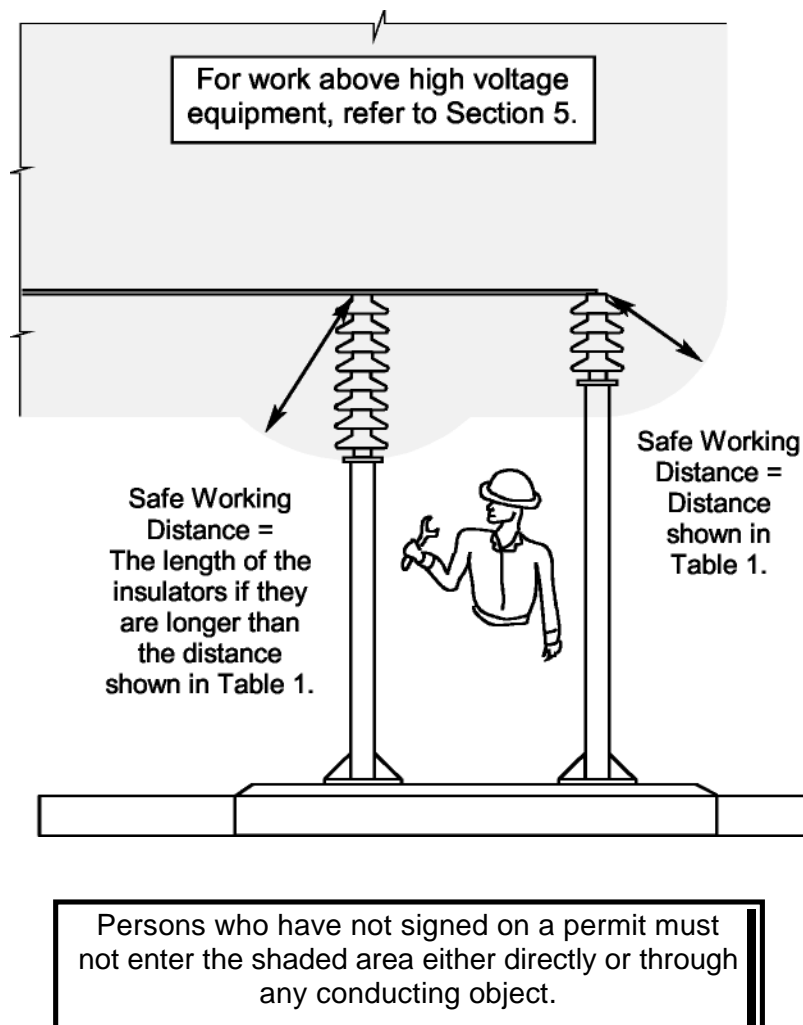 For work above high voltage
equipment, refer to Section 5.
Safe Working
Distance =
Distance
shown in
Table 1.
Safe Working
Distance =
The length of the
insulators if they
are longer than
the distance
shown in Table 1.
Persons who have not signed on a permit must
not enter the shaded area either directly or through
any conducting object.